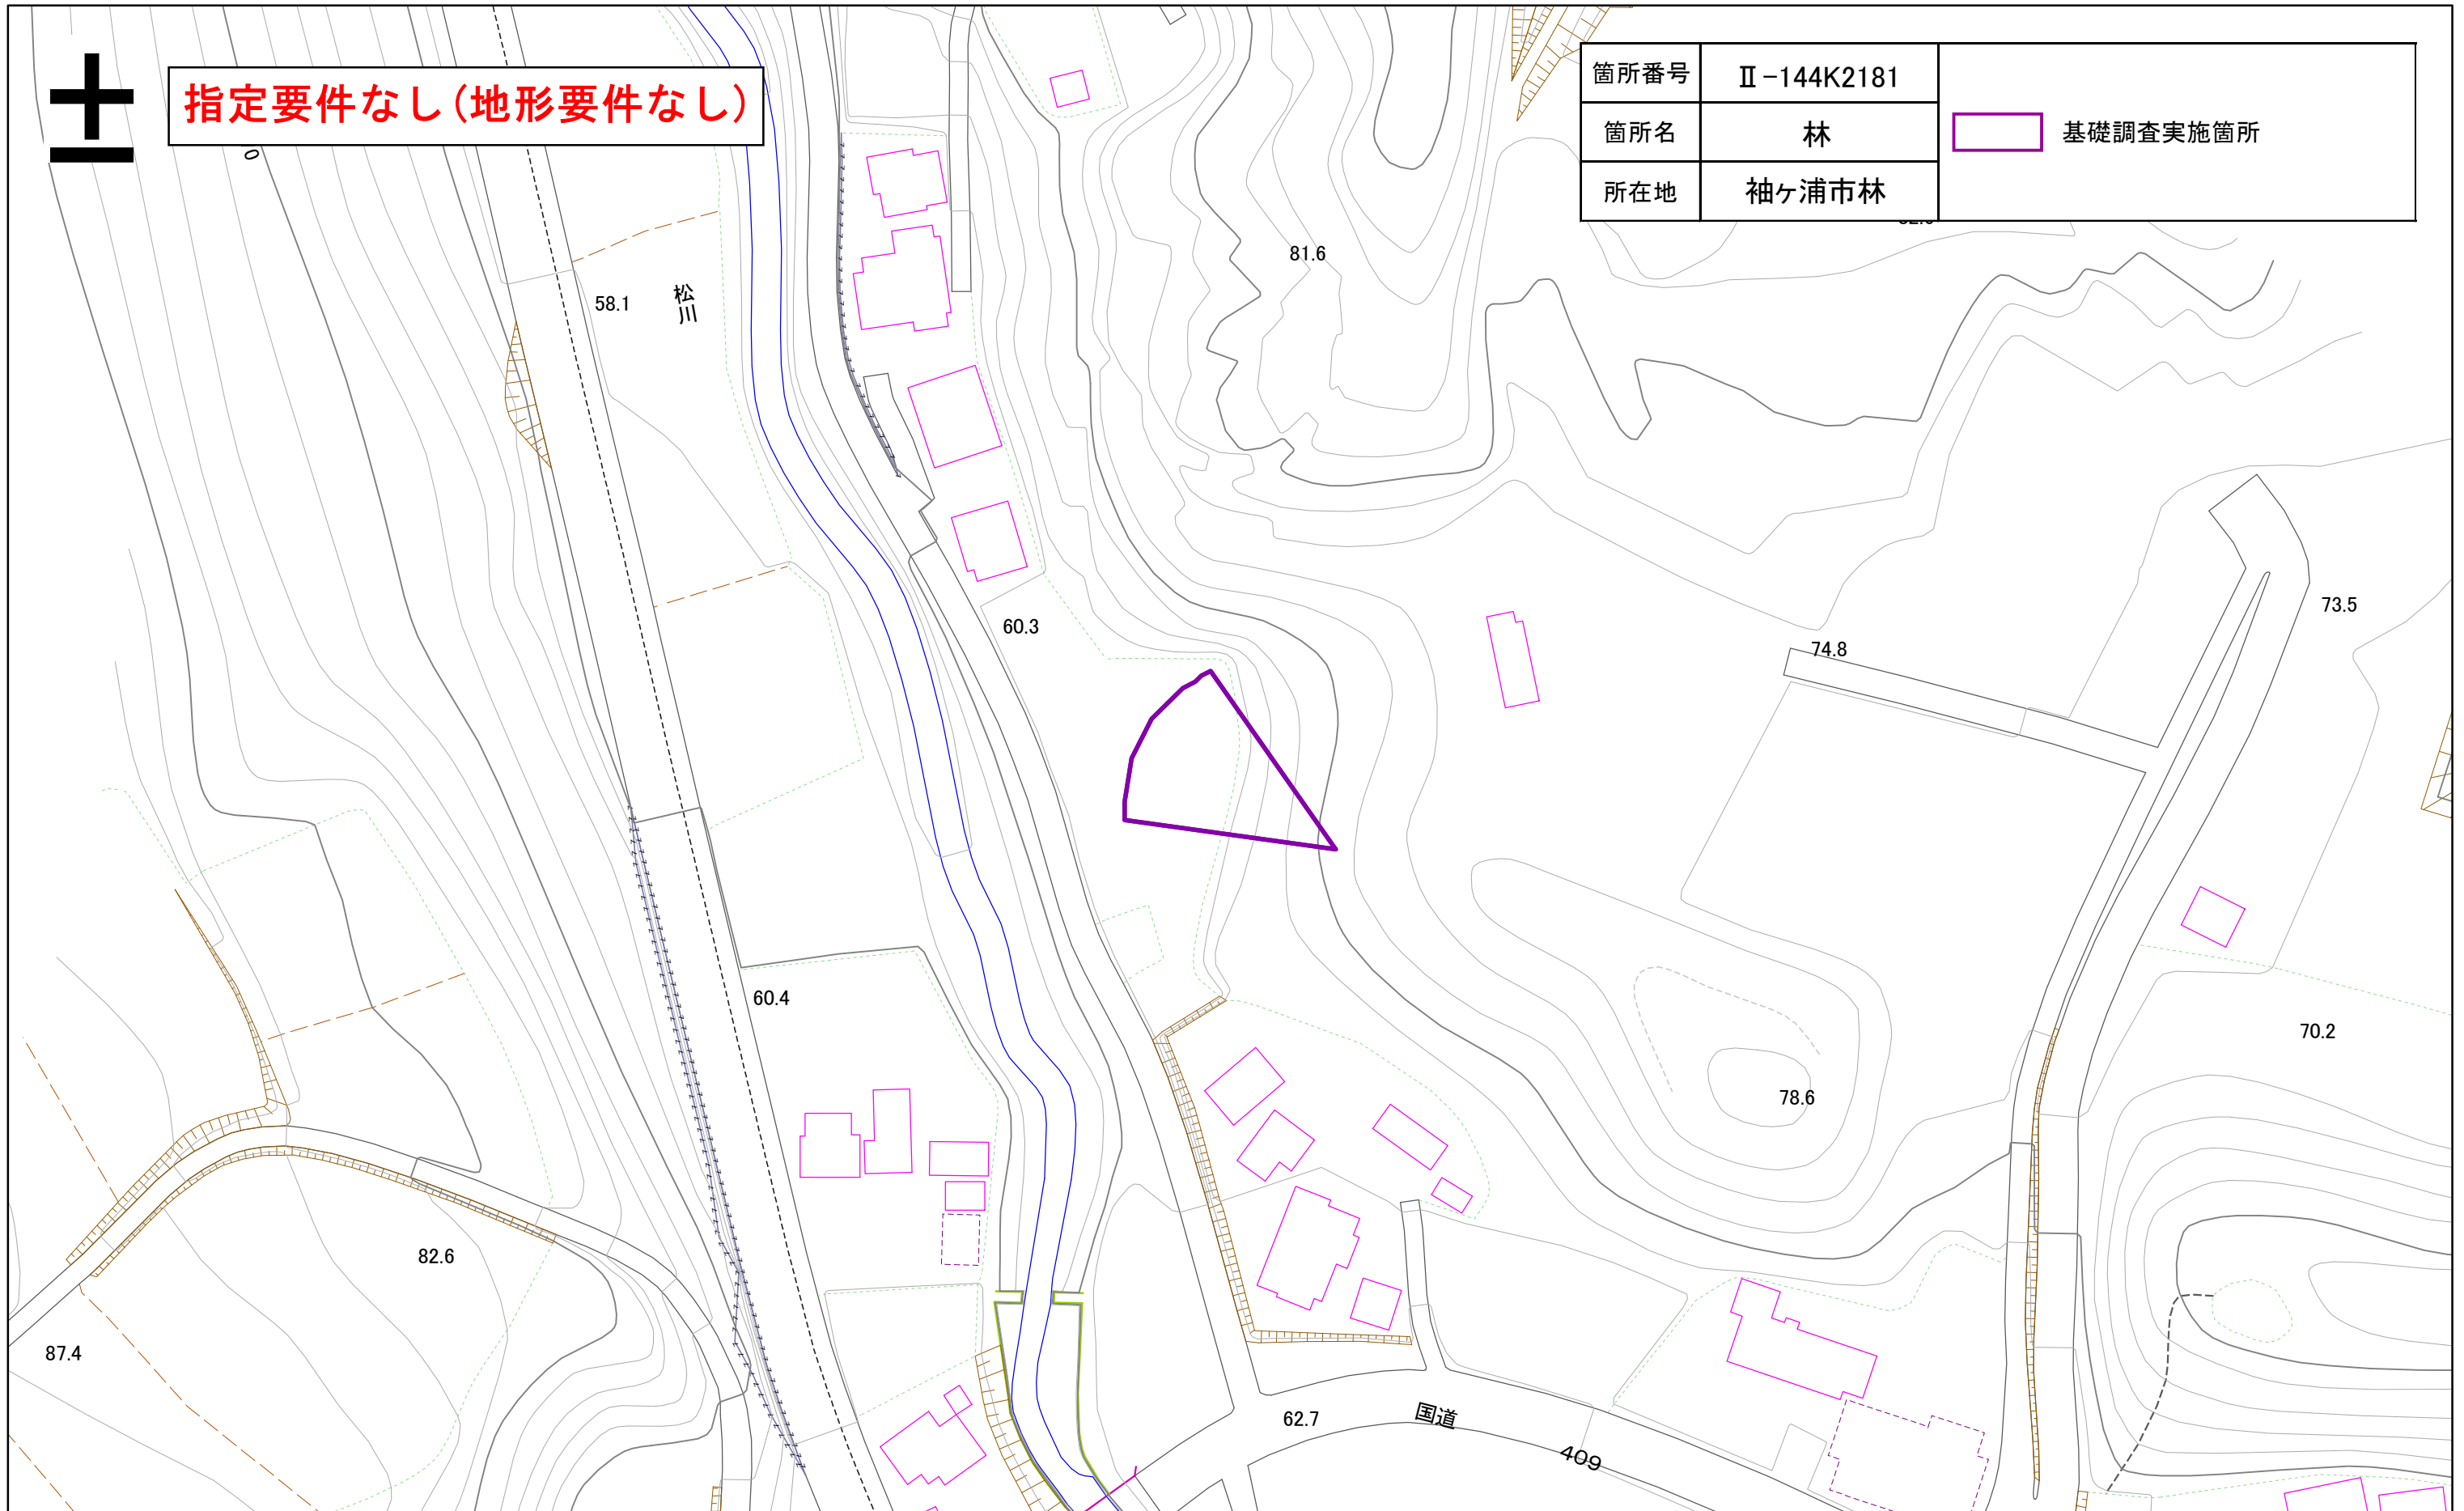 指定要件なし(地形要件なし)
箇所番号 Ⅱ-144K2181
箇所名 林
所在地 袖ヶ浦市林
基礎調査実施箇所
0
81.6
58.1
松川
60.3
73.5
74.8
60.4
70.2
78.6
82.6
87.4
62.7
国道 409